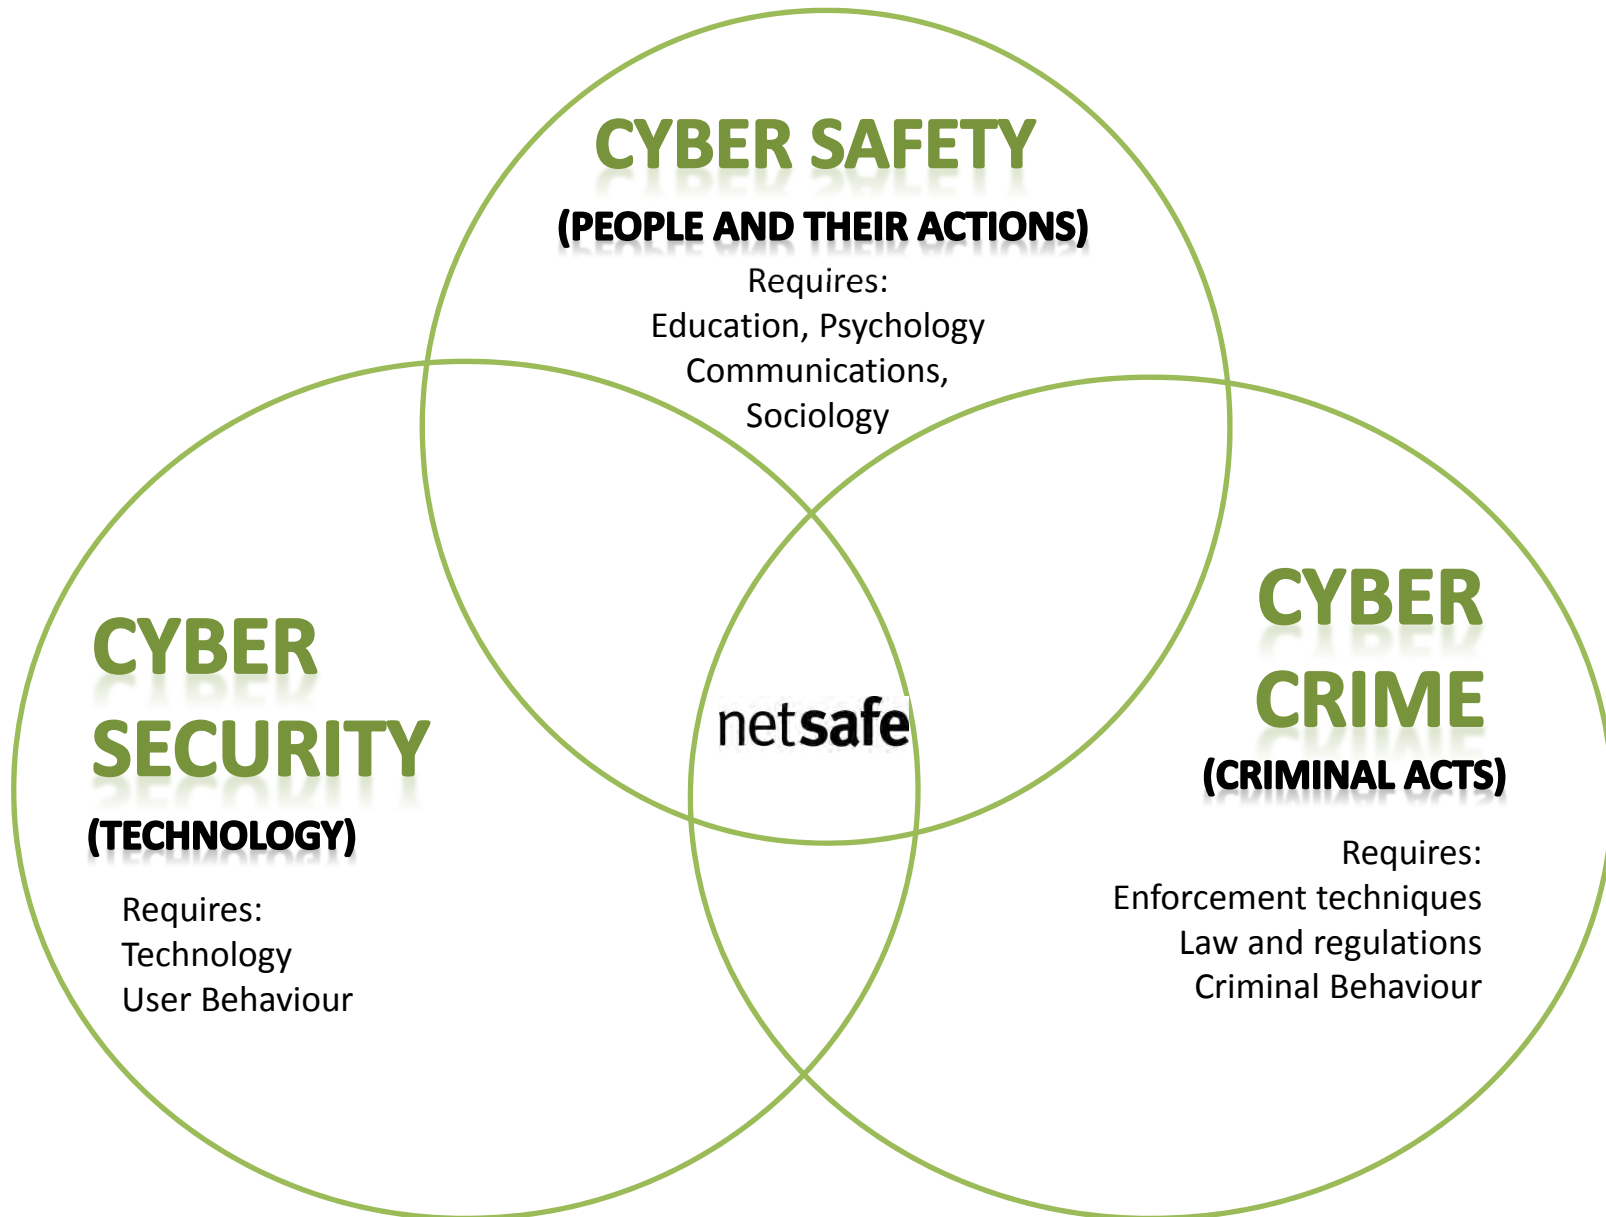 CYBER SAFETY
(PEOPLE AND THEIR ACTIONS)
Requires:
Education, Psychology
Communications,
Sociology
CYBER
SECURITY
(TECHNOLOGY)
Requires:
Technology
User Behaviour
netsafe
CYBER
CRIME
(CRIMINAL ACTS)
Requires:
Enforcement techniques
Law and regulations
Criminal Behaviour